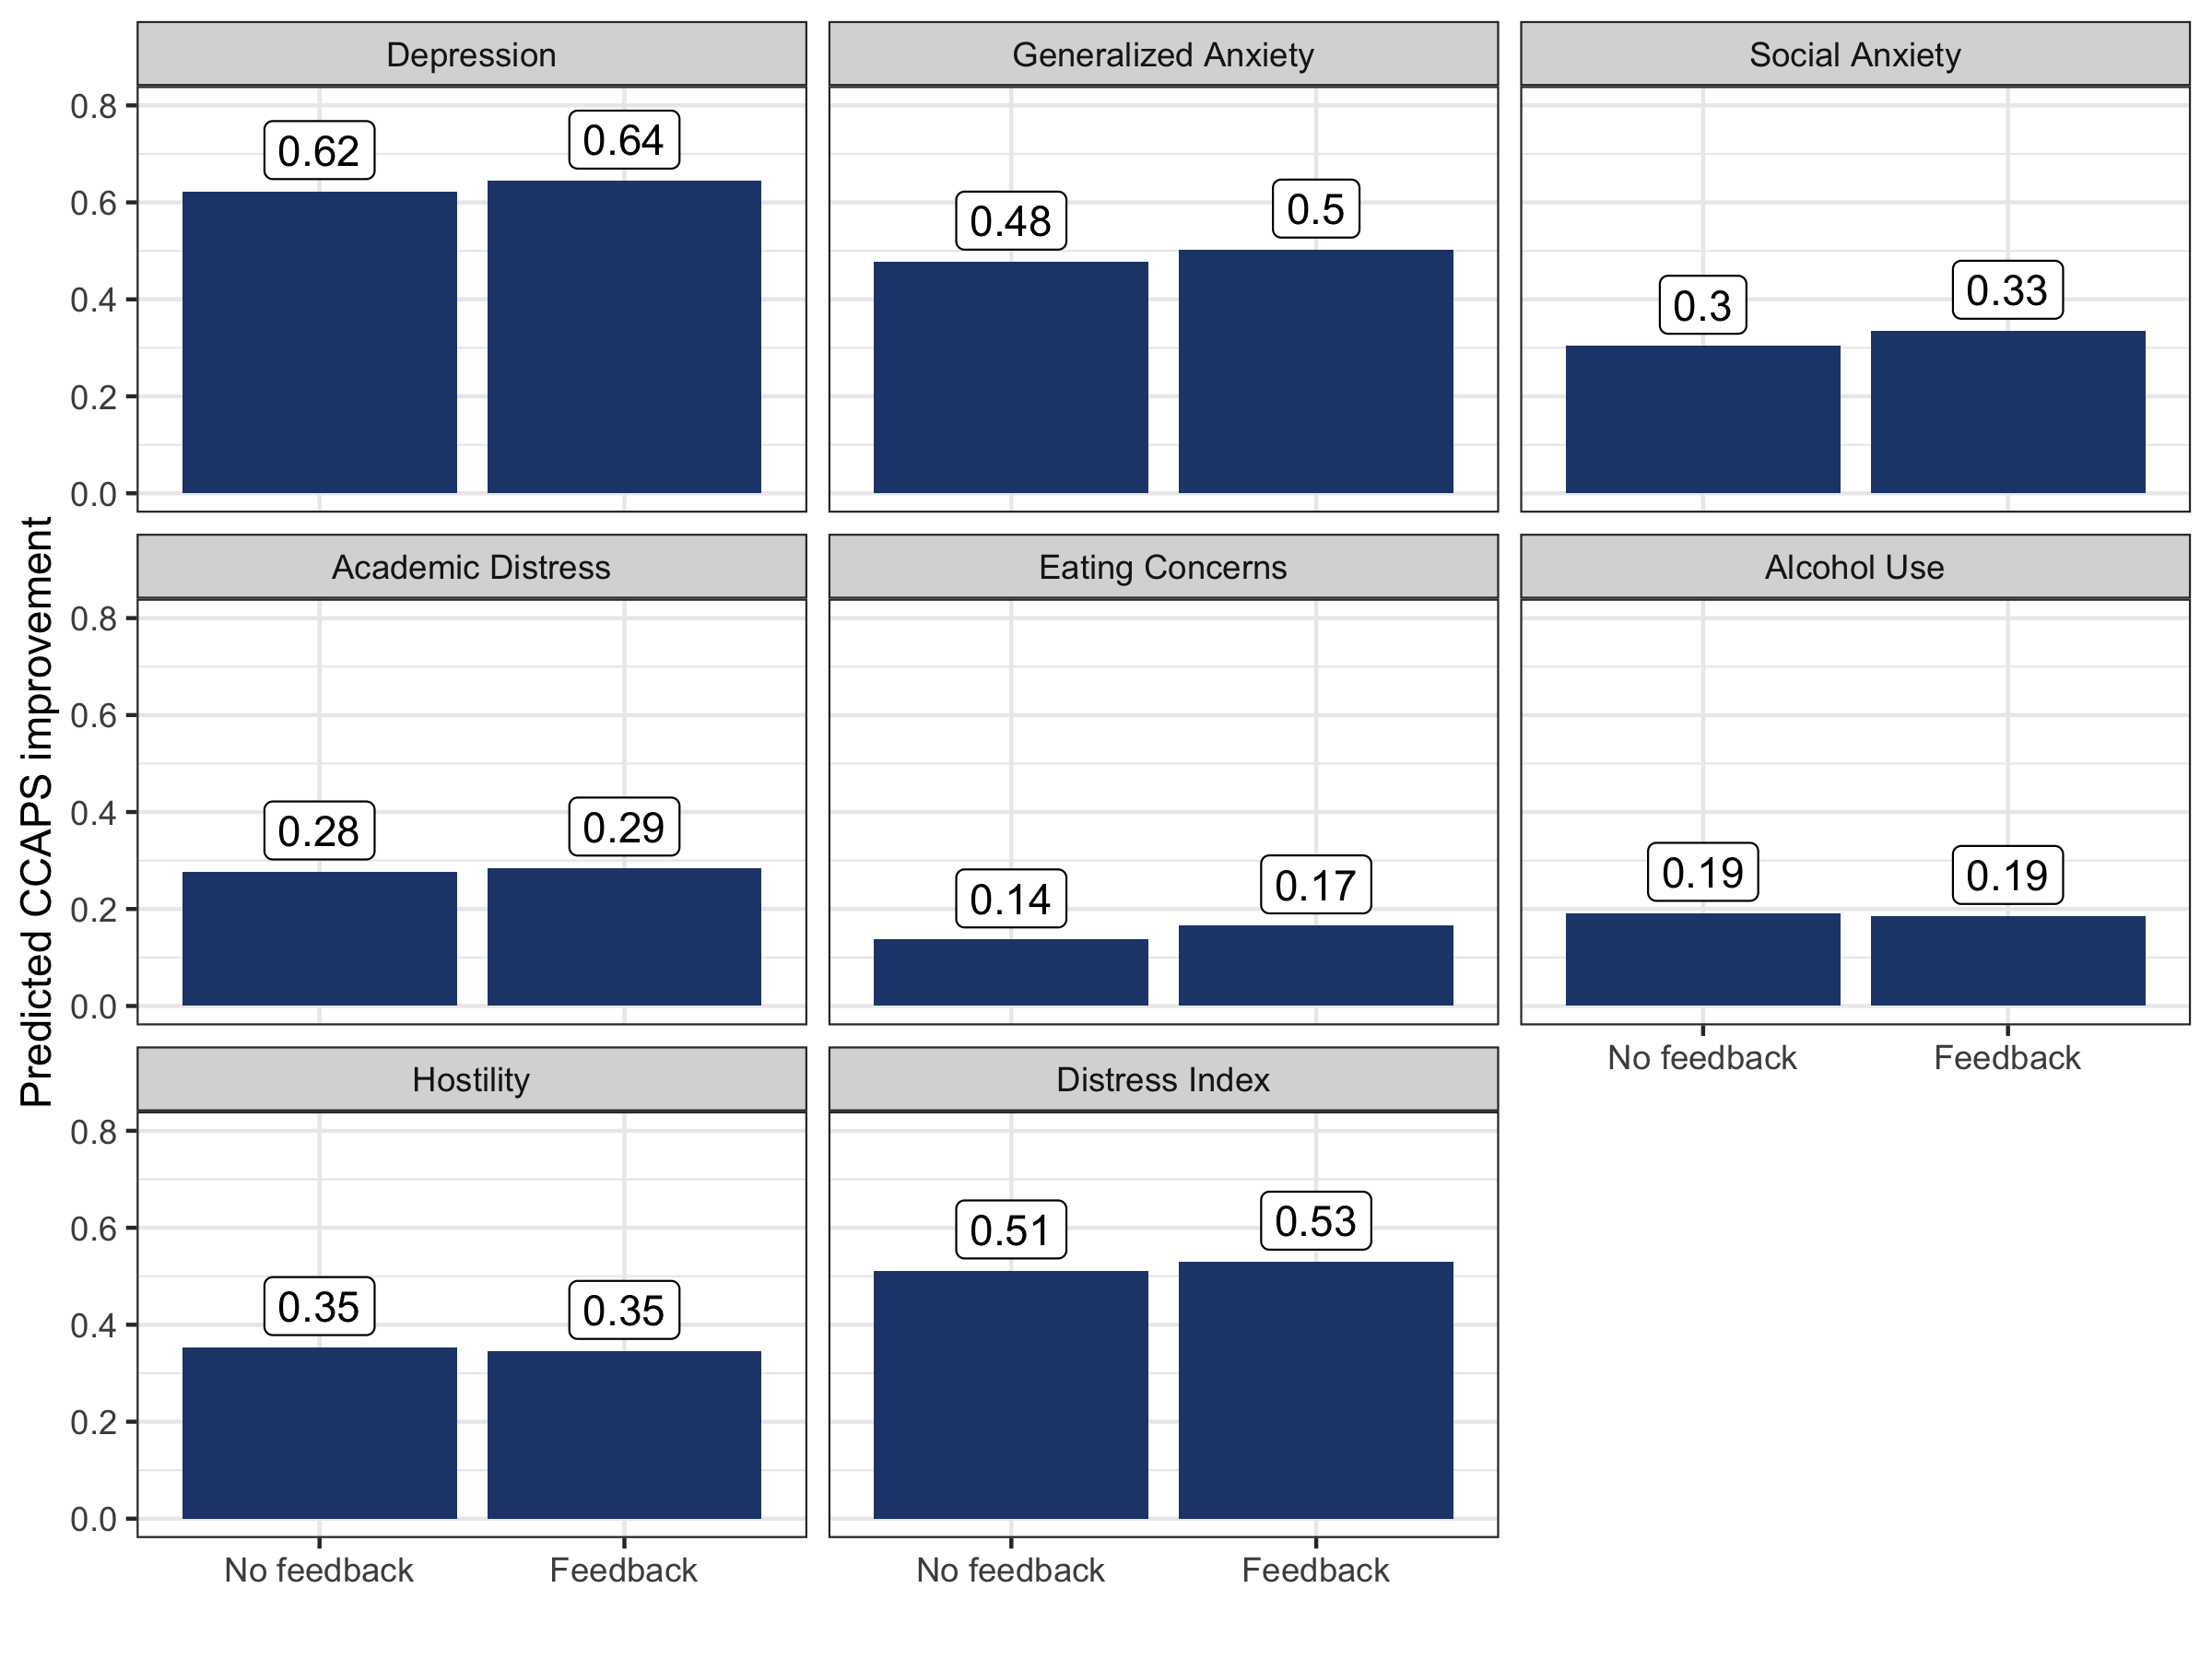 Depression
Generalized Anxiety
Social Anxiety
0.8
0.6
0.4
0.2
0.0
0.62
0.64
0.48
0.5
0.3
0.33
Predicted CCAPS improvement
Academic Distress
Eating Concerns
Alcohol Use
0.8
0.6
0.4
0.2
0.0
0.28
0.29
0.14
0.17
0.19
0.19
No feedback
Feedback
Hostility
Distress Index
0.8
0.6
0.4
0.2
0.0
0.35
0.35
0.51
0.53
No feedback
Feedback
No feedback
Feedback